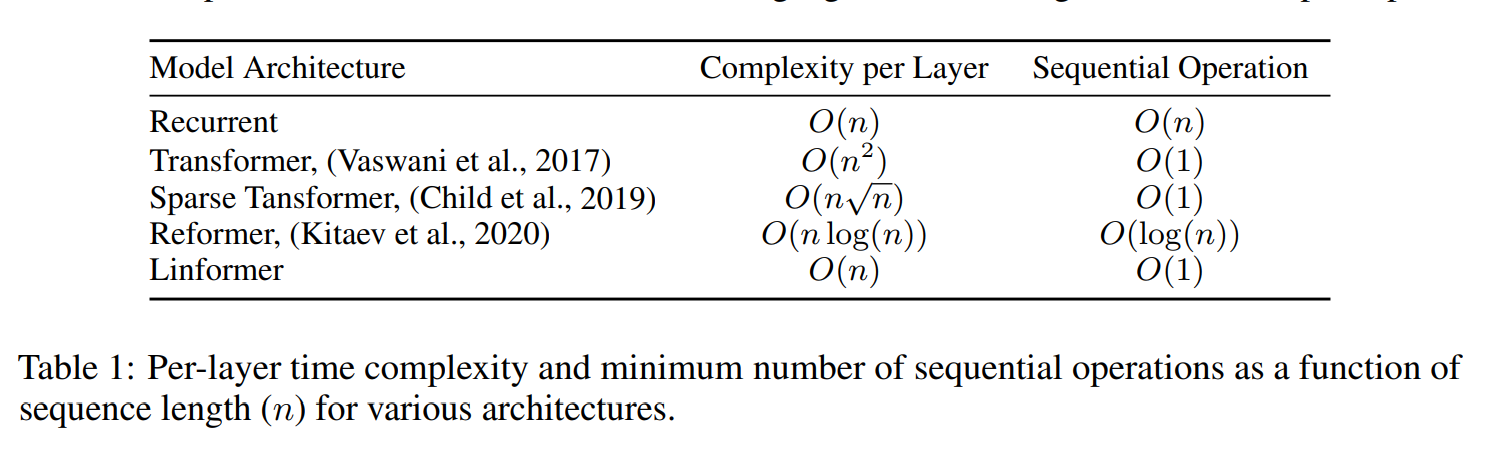 Model Architecture Complexity per Layer Sequential Operation
Recurrent O(n) O(n)
Transformer, (Vaswani et al., 2017) O(n²) O(1)
Sparse Tansformer, (Child et al., 2019) O(n√n) O(1)
Reformer, (Kitaev et al., 2020) O(n log(n)) O(log(n))
Linformer O(n) O(1)
Table 1: Per-layer time complexity and minimum number of sequential operations as a function of
sequence length (n) for various architectures.